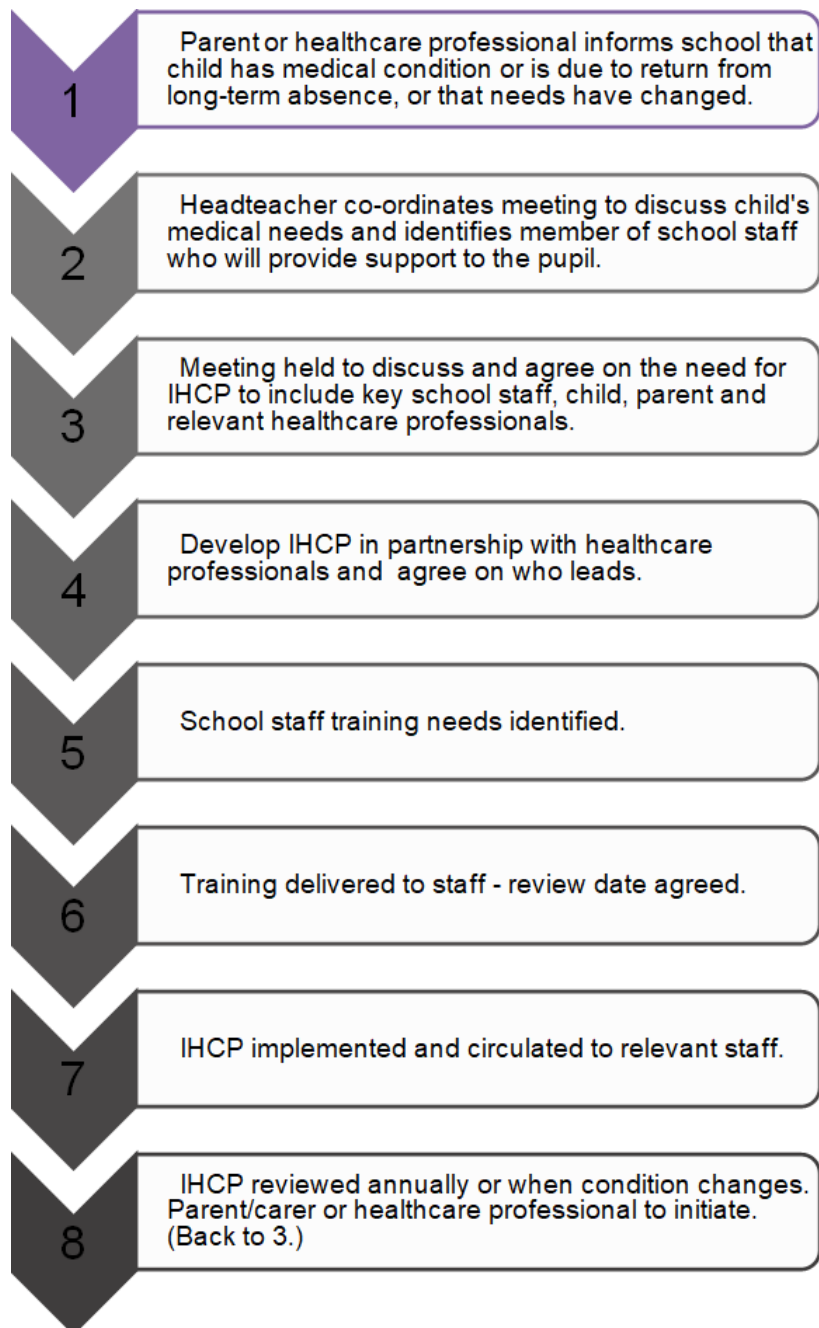 1
Parent or healthcare professional informs school that
child has medical condition or is due to return from
long-term absence, or that needs have changed.
2
Headteacher co-ordinates meeting to discuss child's
medical needs and identifies member of school staff
who will provide support to the pupil.
3
Meeting held to discuss and agree on the need for
IHCP to include key school staff, child, parent and
relevant healthcare professionals.
4
Develop IHCP in partnership with healthcare
professionals and agree on who leads.
5
School staff training needs identified.
6
Training delivered to staff - review date agreed.
7
IHCP implemented and circulated to relevant staff.
8
IHCP reviewed annually or when condition changes.
Parent/carer or healthcare professional to initiate.
(Back to 3.)